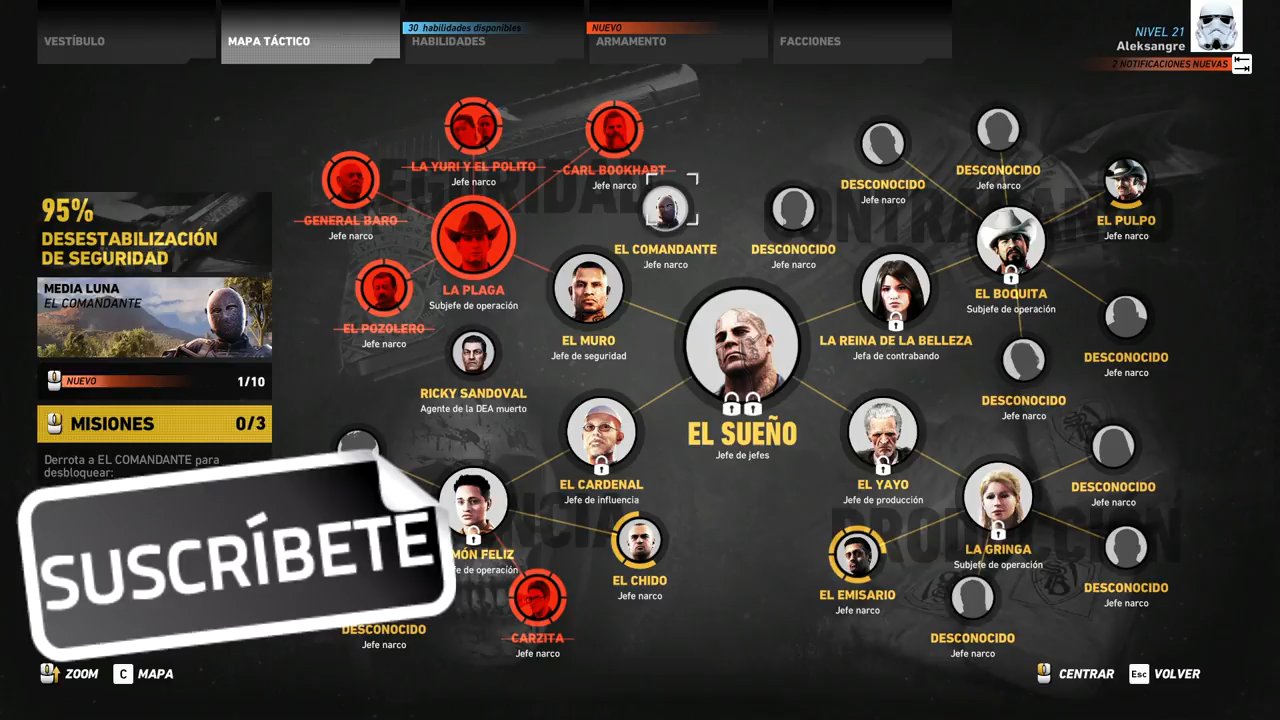 VESTÍBULO
MAPA TÁCTICO
30 habilidades disponibles
HABILIDADES
NUEVO
ARMAMENTO
FACCIONES
NIVEL 21
Aleksangre
2 NOTIFICACIONES NUEVAS
SEGURIDAD
CONTRABANDO
PRODUCCIÓN
95%
DESESTABILIZACIÓN
DE SEGURIDAD
MEDIA LUNA
EL COMANDANTE
NUEVO 1/10
MISIONES 0/3
Derrota a EL COMANDANTE para
desbloquear:
SUSCRÍBETE
LA YURI Y EL POLITO
Jefe narco
CARL BOOKHART
Jefe narco
GENERAL BARO
Jefe narco
LA PLAGA
Subjefe de operación
EL POZOLERO
Jefe narco
EL COMANDANTE
Jefe narco
EL MURO
Jefe de seguridad
RICKY SANDOVAL
Agente de la DEA muerto
DESCONOCIDO
Jefe narco
DESCONOCIDO
Jefe narco
DESCONOCIDO
Jefe narco
EL PULPO
Jefe narco
EL BOQUITA
Subjefe de operación
LA REINA DE LA BELLEZA
Jefa de contrabando
DESCONOCIDO
Jefe narco
DESCONOCIDO
Jefe narco
EL SUEÑO
Jefe de jefes
EL CARDENAL
Jefe de influencia
MÓN FELIZ
fe de operación
EL CHIDO
Jefe narco
CARZITA
Jefe narco
DESCONOCIDO
Jefe narco
EL YAYO
Jefe de producción
LA GRINGA
Subjefe de operación
EL EMISARIO
Jefe narco
DESCONOCIDO
Jefe narco
DESCONOCIDO
Jefe narco
DESCONOCIDO
Jefe narco
ZOOM
C MAPA
CENTRAR
Esc VOLVER